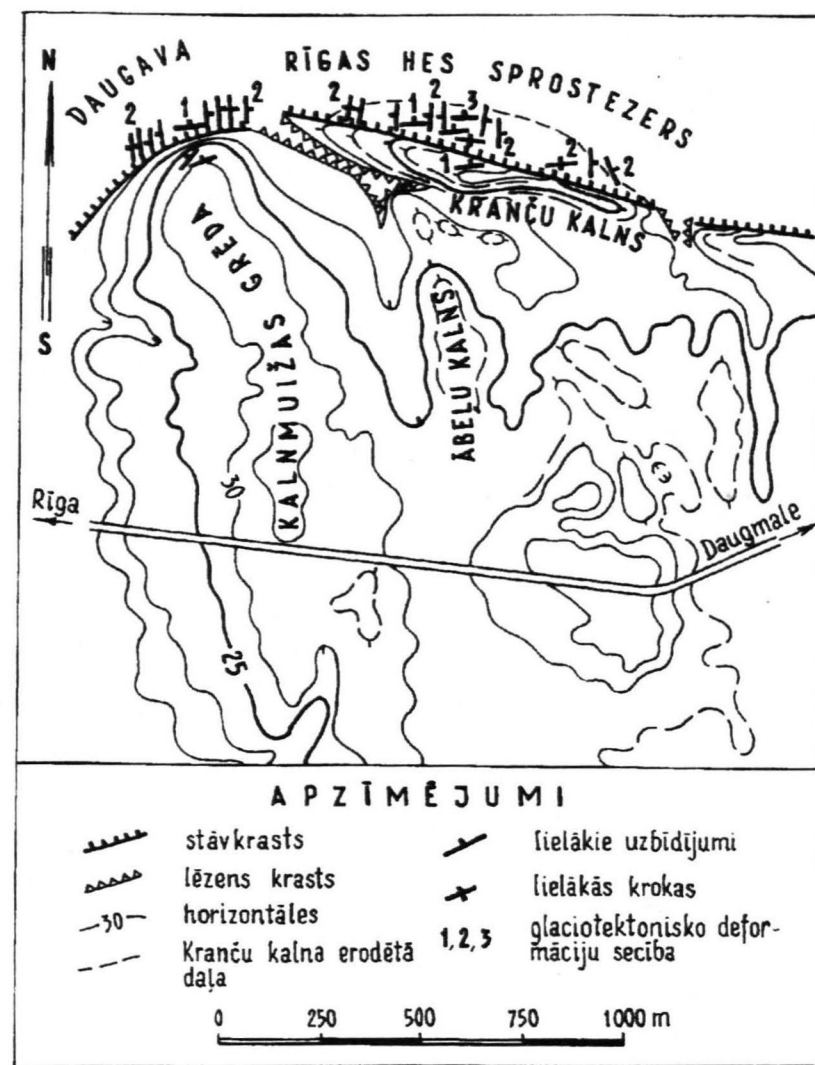 N
DAUGAVA
RĪGAS HES SPROSTEZERS
2 1 2 2 1 2 3 2 2
1 2
KRANČU KALNS
S
KALNMUIŽAS GRĒDA
ĀBEĻU KALNS
30
Rīga
Daugmale
25
APZĪMĒJUMI
stāvkrasts
lēzens krasts
—30— horizontāles
Kranču kalna erodētā
daļa
lielākie uzbīdījumi
lielākās krokas
1,2,3 glaciotektonisko defor-
māciju secība
0 250 500 750 1000 m